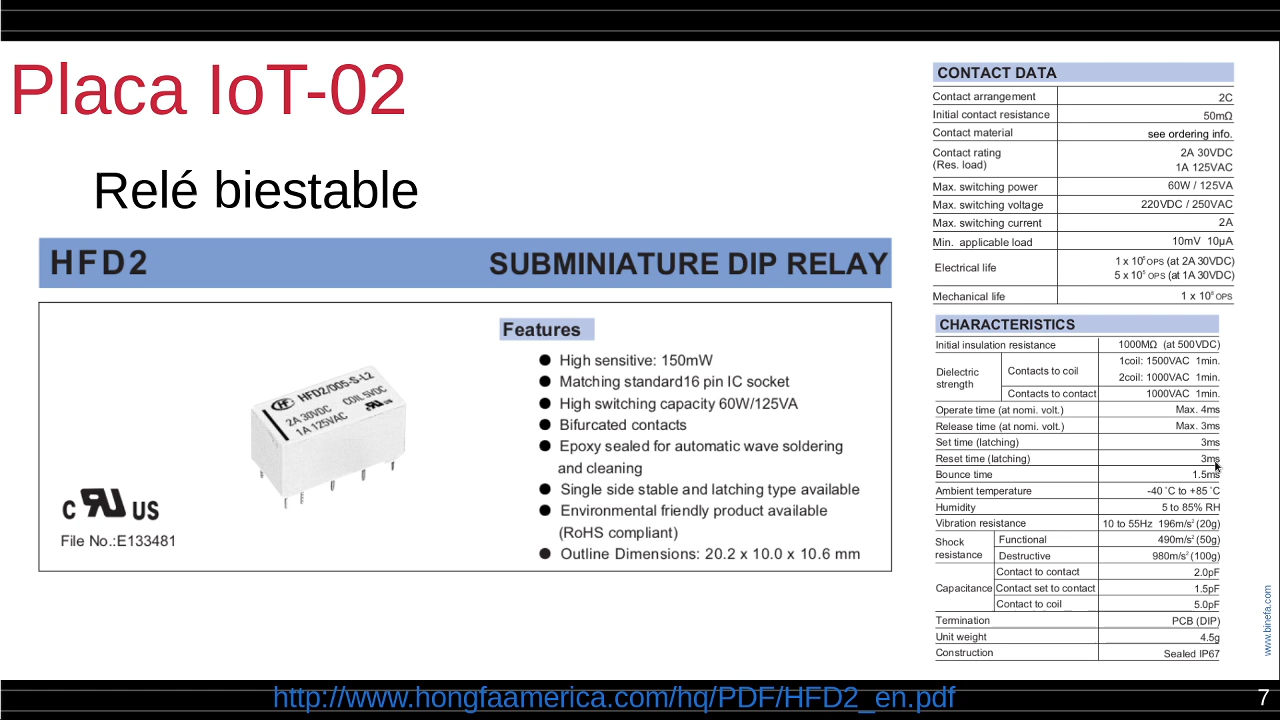 Placa IoT-02
Relé biestable
HFD2 SUBMINIATURE DIP RELAY
HFD2/005-S-L2
2A 30VDC COIL 5VDC
1A 125VAC
C US
File No.:E133481
Features
● High sensitive: 150mW
● Matching standard16 pin IC socket
● High switching capacity 60W/125VA
● Bifurcated contacts
● Epoxy sealed for automatic wave soldering
and cleaning
● Single side stable and latching type available
● Environmental friendly product available
(RoHS compliant)
● Outline Dimensions: 20.2 x 10.0 x 10.6 mm
CONTACT DATA
Contact arrangement 2C
Initial contact resistance 50mΩ
Contact material see ordering info.
Contact rating 2A 30VDC
(Res. load) 1A 125VAC
Max. switching power 60W / 125VA
Max. switching voltage 220VDC / 250VAC
Max. switching current 2A
Min. applicable load 10mV 10μA
Electrical life 1 x 10⁵ OPS (at 2A 30VDC)
5 x 10⁵ OPS (at 1A 30VDC)
Mechanical life 1 x 10⁸ OPS
CHARACTERISTICS
Initial insulation resistance 1000MΩ (at 500VDC)
Dielectric strength Contacts to coil 1coil: 1500VAC 1min.
2coil: 1000VAC 1min.
Contacts to contact 1000VAC 1min.
Operate time (at nomi. volt.) Max. 4ms
Release time (at nomi. volt.) Max. 3ms
Set time (latching) 3ms
Reset time (latching) 3ms
Bounce time 1.5ms
Ambient temperature -40˚C to +85˚C
Humidity 5 to 85% RH
Vibration resistance 10 to 55Hz 196m/s² (20g)
Shock resistance Functional 490m/s² (50g)
Destructive 980m/s² (100g)
Capacitance Contact to contact 2.0pF
Contact set to contact 1.5pF
Contact to coil 5.0pF
Termination PCB (DIP)
Unit weight 4.5g
Construction Sealed IP67
www.binefa.com
http://www.hongfaamerica.com/hq/PDF/HFD2_en.pdf
7